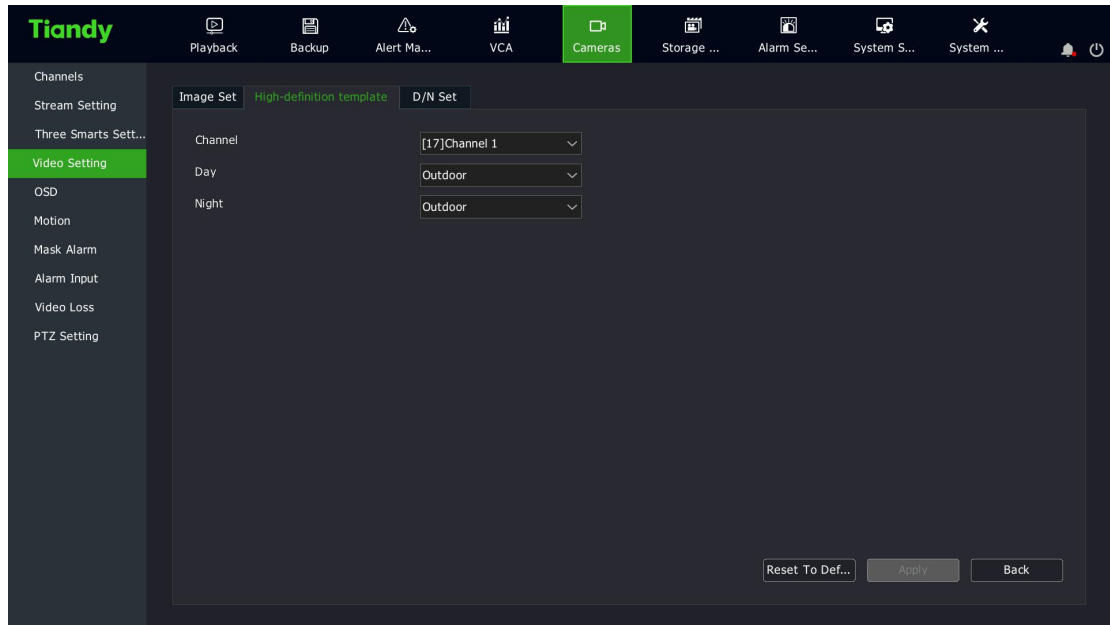 Tiandy
Playback Backup Alert Ma... VCA Cameras Storage ... Alarm Se... System S... System ...
Channels
Stream Setting
Three Smarts Sett...
Video Setting
OSD
Motion
Mask Alarm
Alarm Input
Video Loss
PTZ Setting
Image Set High-definition template D/N Set
Channel [17]Channel 1
Day Outdoor
Night Outdoor
Reset To Def... Apply Back